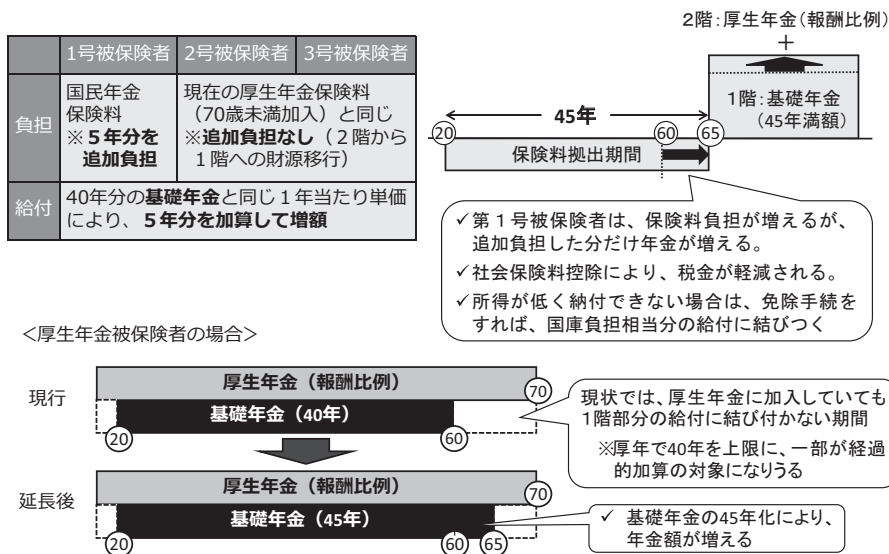 1号被保険者 2号被保険者 3号被保険者
負担
国民年金
保険料
※５年分を
追加負担
現在の厚生年金保険料
（70歳未満加入）と同じ
※追加負担なし（２階から
１階への財源移行）
給付
40年分の基礎年金と同じ１年当たり単価
により、５年分を加算して増額
２階：厚生年金（報酬比例）
＋
１階：基礎年金
（45年満額）
45年
20 60 65
保険料拠出期間
✓第１号被保険者は、保険料負担が増えるが、
追加負担した分だけ年金が増える。
✓社会保険料控除により、税金が軽減される。
✓所得が低く納付できない場合は、免除手続を
すれば、国庫負担相当分の給付に結びつく
＜厚生年金被保険者の場合＞
現行
厚生年金（報酬比例）
70
基礎年金（40年）
20 60
現状では、厚生年金に加入していても
１階部分の給付に結び付かない期間
※厚年で40年を上限に、一部が経過
的加算の対象になりうる
延長後
厚生年金（報酬比例）
70
基礎年金（45年）
20 60 65
✓ 基礎年金の45年化により、
年金額が増える